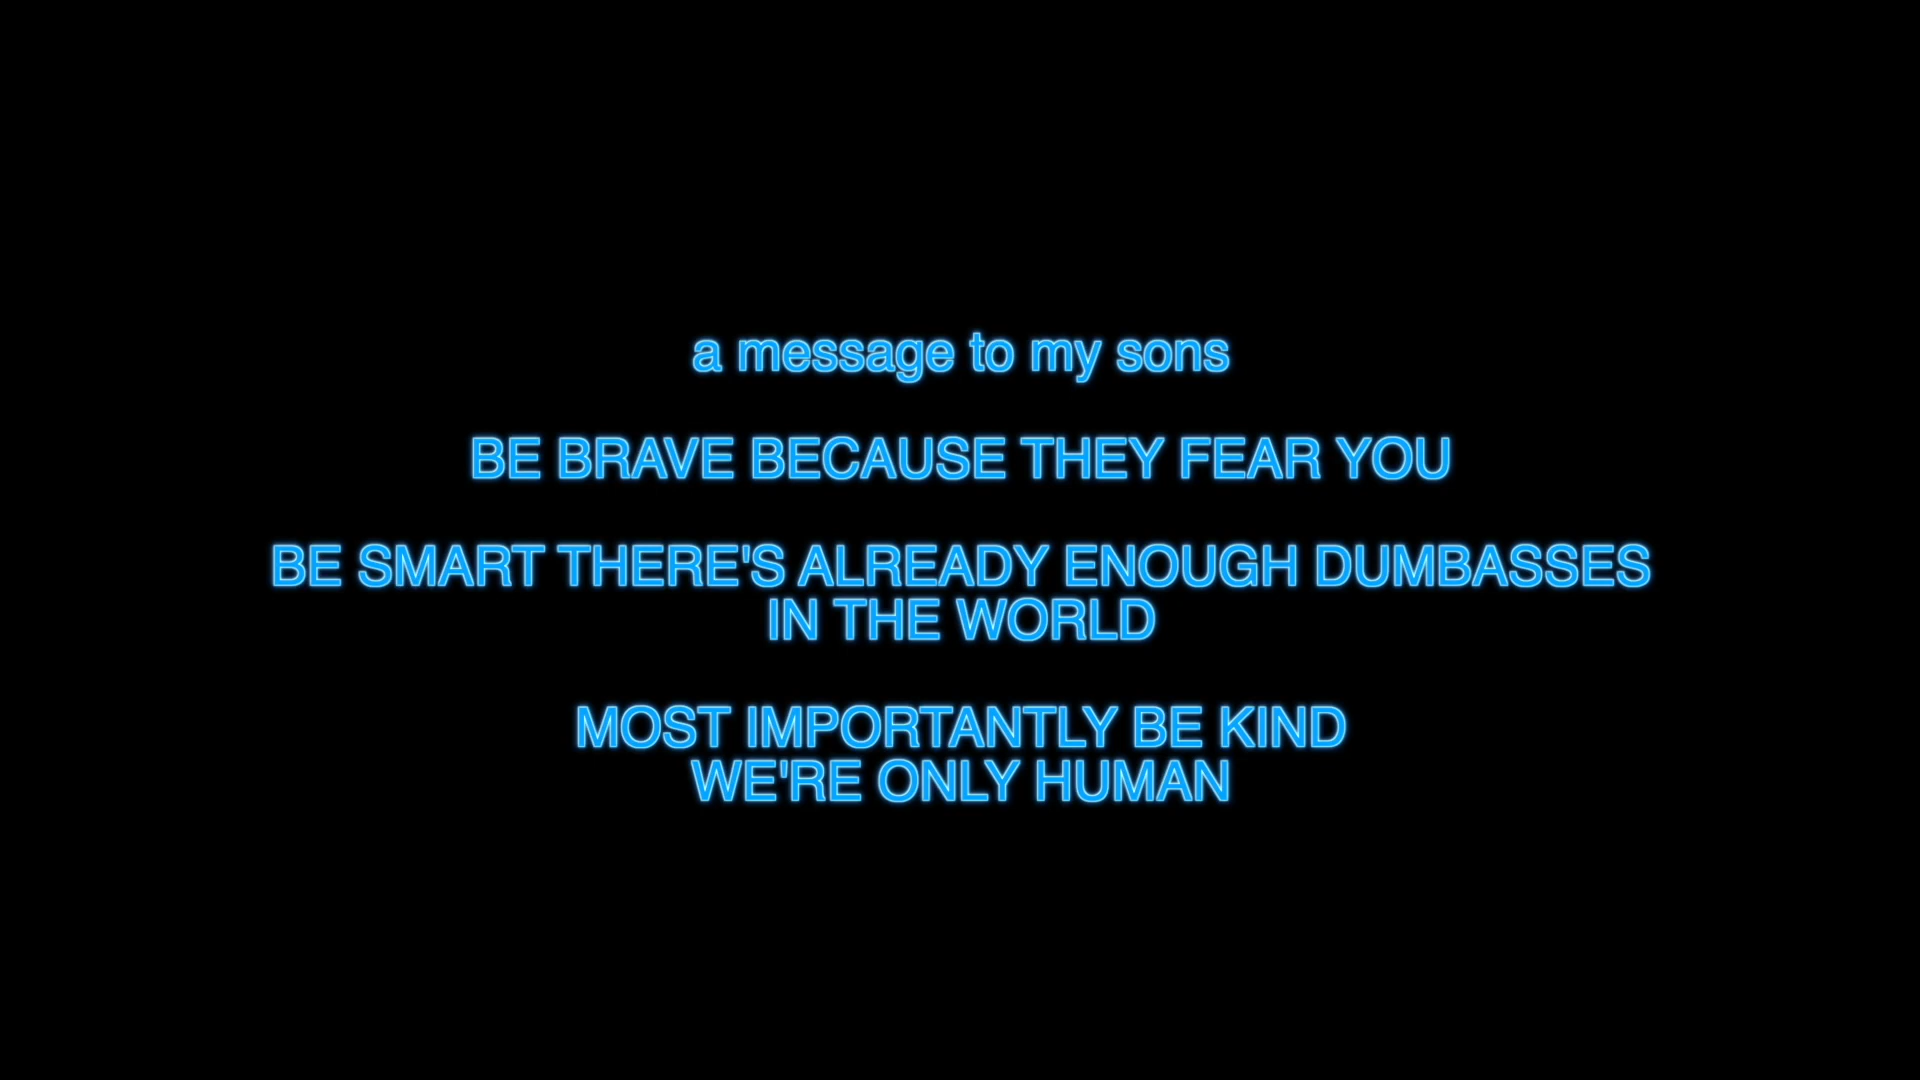 a message to my sons
BE BRAVE BECAUSE THEY FEAR YOU
BE SMART THERE'S ALREADY ENOUGH DUMBASSES
IN THE WORLD
MOST IMPORTANTLY BE KIND
WE'RE ONLY HUMAN